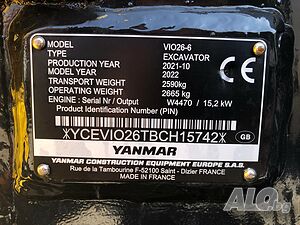 MODEL VIO26-6
TYPE EXCAVATOR
PRODUCTION YEAR 2021-10
MODEL YEAR 2022
TRANSPORT WEIGHT 2590kg
OPERATING WEIGHT 2665 kg
ENGINE : Serial Nr / Output W4470 / 15,2 kW
Product Identification Number (PIN)
CE
YCEVIO26TBCH15742
GB
YANMAR
YANMAR CONSTRUCTION EQUIPMENT EUROPE S.A.S.
Rue de la Tambourine F-52100 Saint - Dizier FRANCE
MADE IN FRANCE
ALO.bg